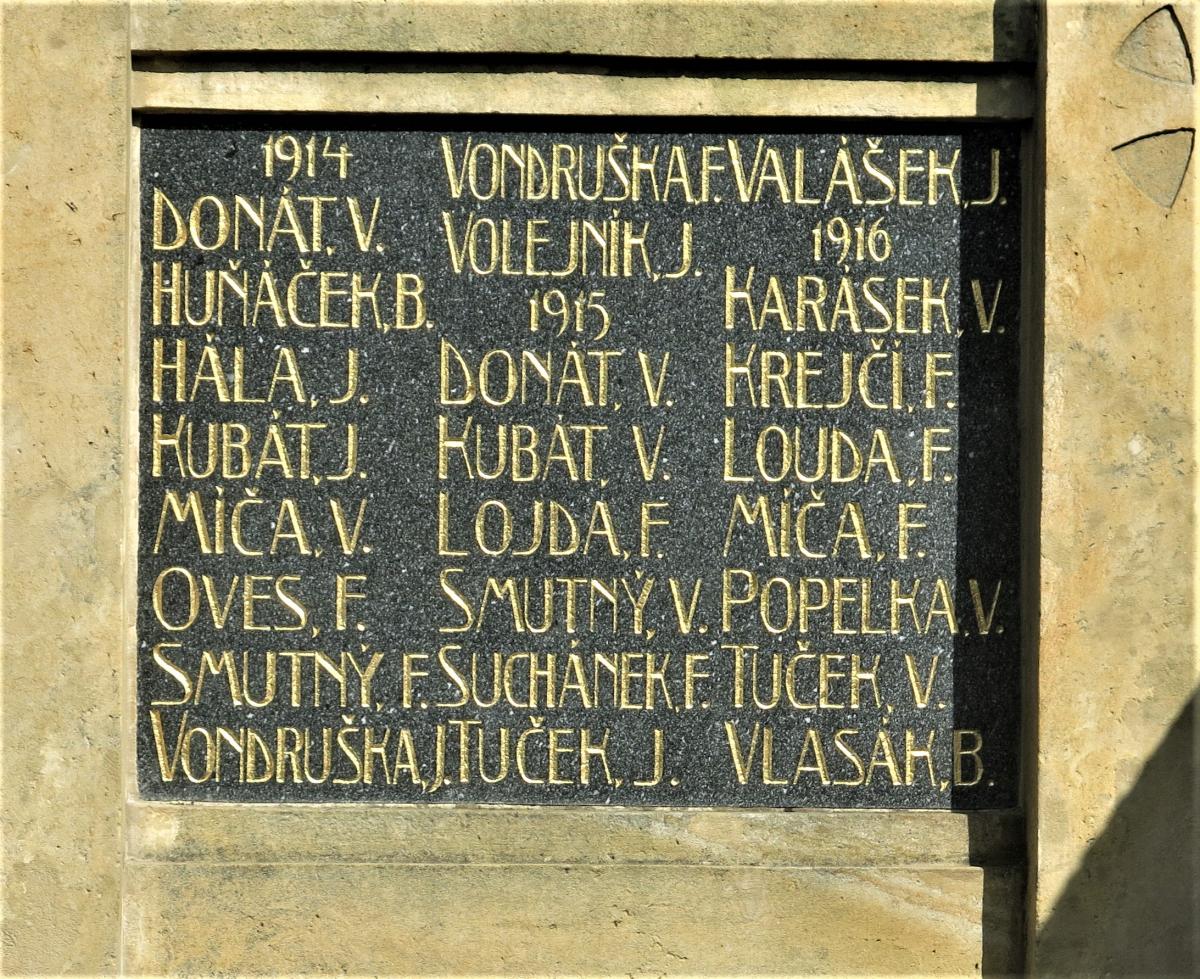 1914
DONÁT, V.
HUŇÁČEK, B.
HÁLA, J.
KUBÁT, J.
MÍČA, V.
OVES, F.
SMUTNÝ, F.
VONDRUŠKA, J.
VONDRUŠKA, F.
VOLEJNÍK, J.
1915
DONÁT, V.
KUBÁT, V.
LOJDA, F.
SMUTNÝ, V.
SUCHÁNEK, F.
TUČEK, J.
VALÁŠEK, J.
1916
KARÁSEK, V.
KREJČÍ, F.
LOUDA, F.
MÍČA, F.
POPELKA, V.
TUČEK, V.
VLASÁK, B.